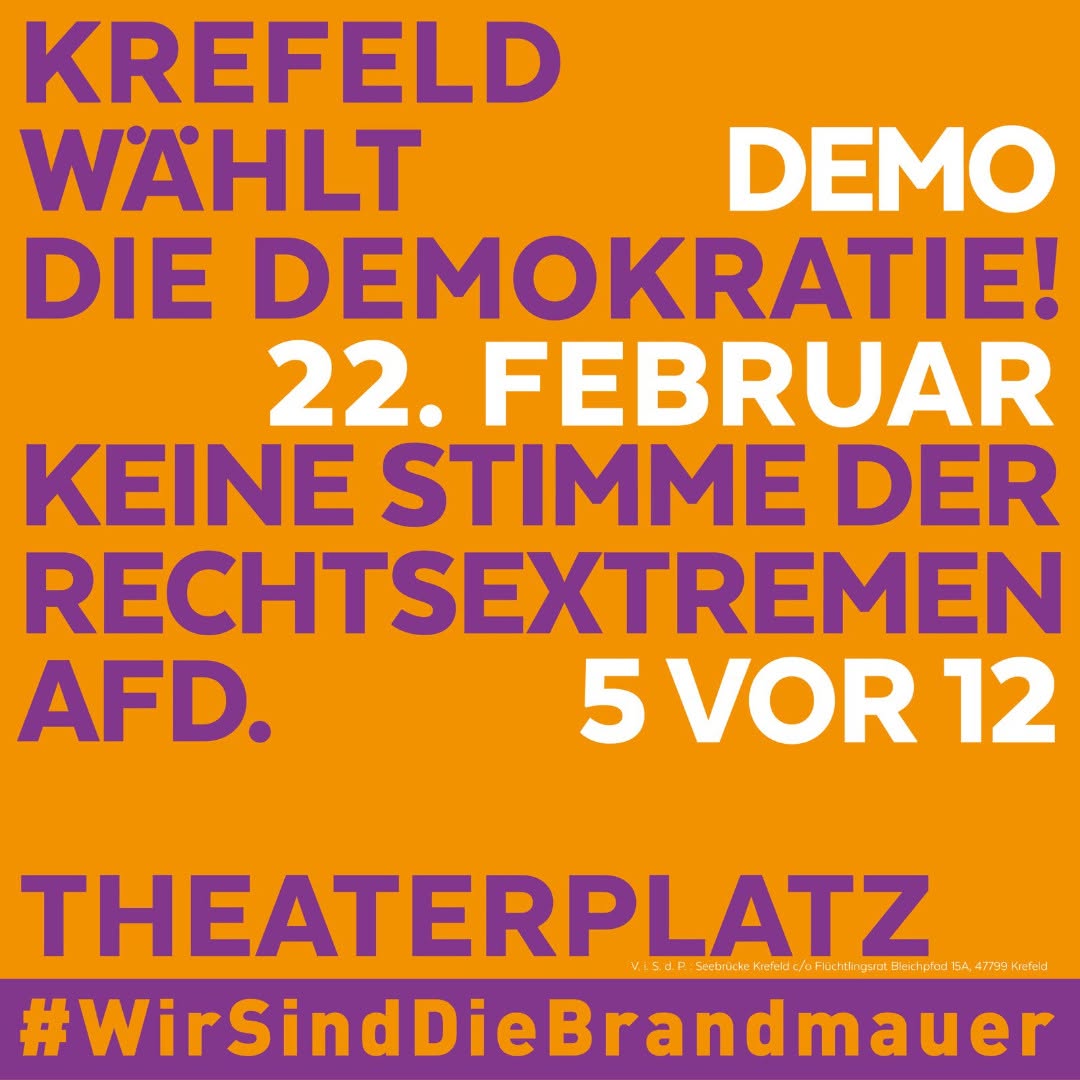 KREFELD
WÄHLT DEMO
DIE DEMOKRATIE!
22. FEBRUAR
KEINE STIMME DER
RECHTSEXTREMEN
AFD. 5 VOR 12
THEATERPLATZ
V. i. S. d. P. : Seebrücke Krefeld c/o Flüchtlingsrat Bleichpfad 15A, 47799 Krefeld
#WirSindDieBrandmauer